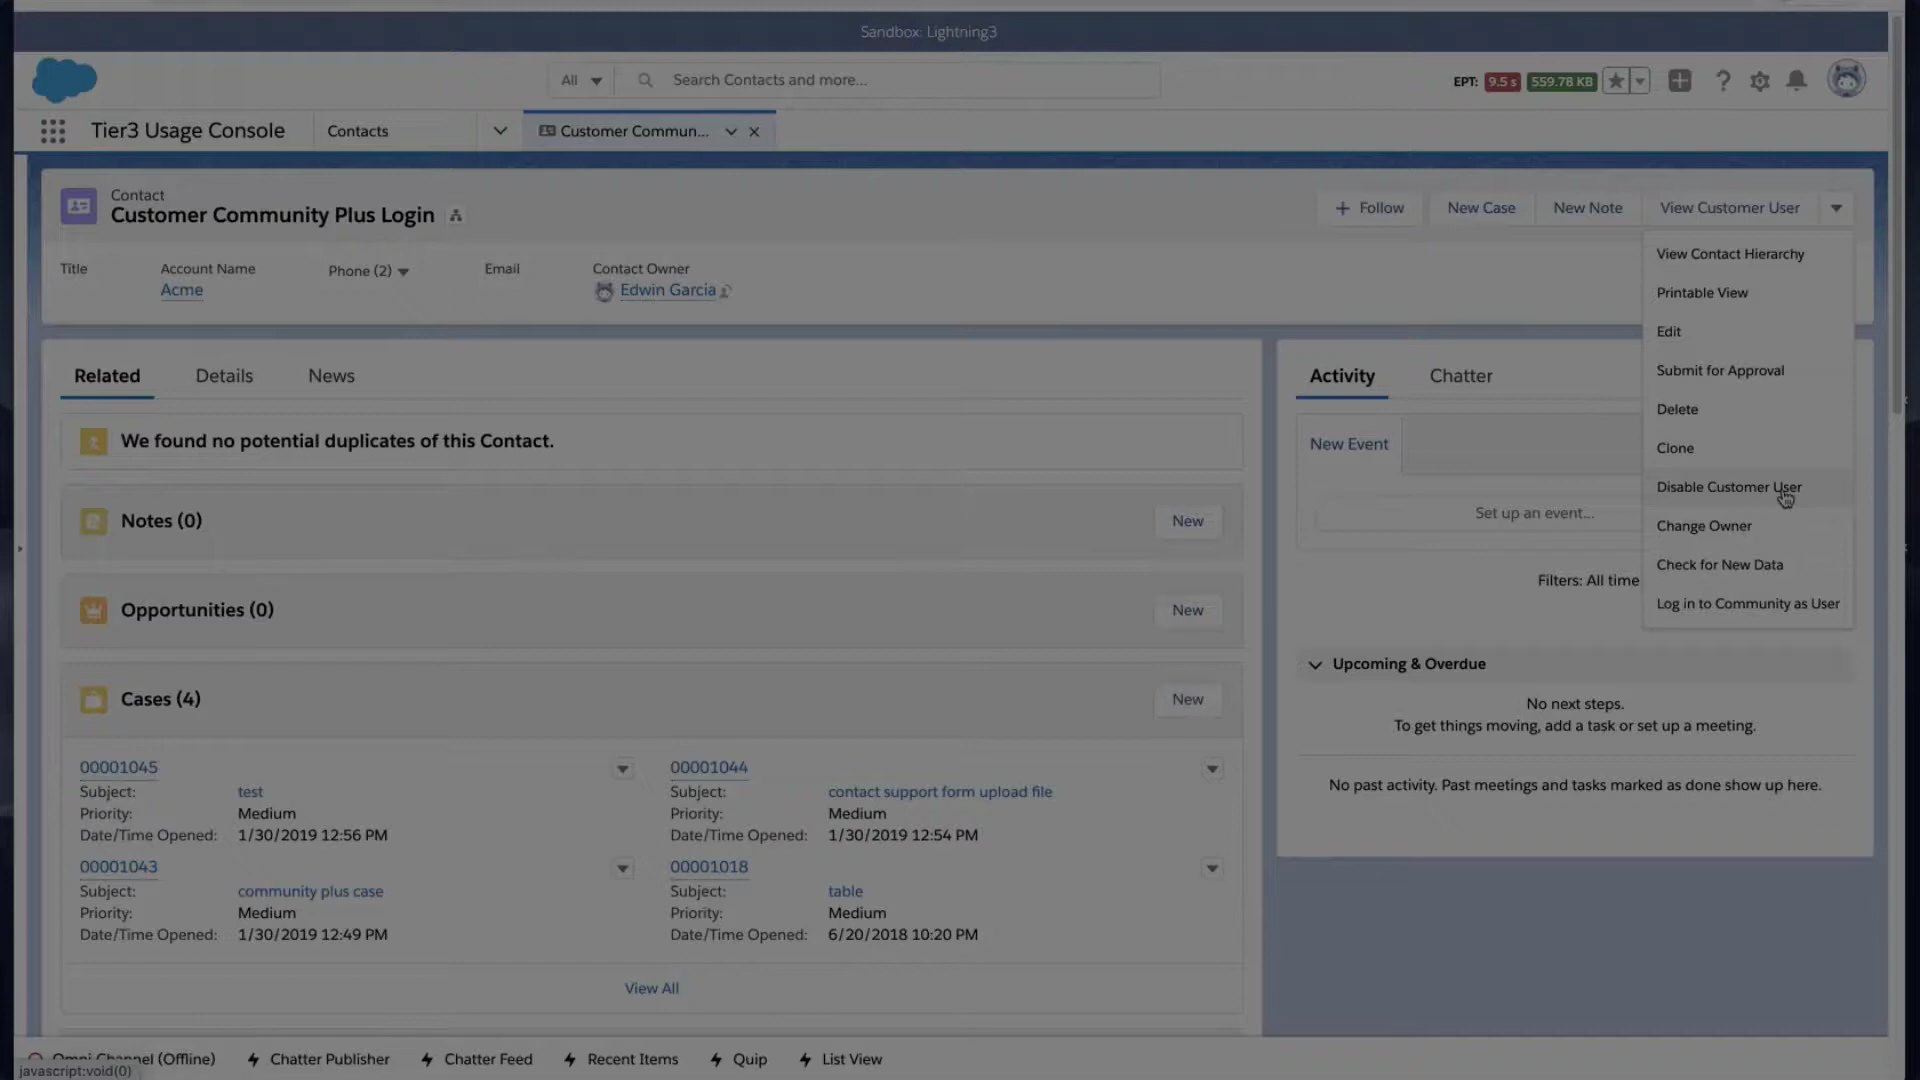 Sandbox: Lightning3
All
Search Contacts and more...
EPT: 9.5 s 559.78 KB
Tier3 Usage Console
Contacts
Customer Commun...
Contact
Customer Community Plus Login
Follow
New Case
New Note
View Customer User
Title
Account Name
Acme
Phone (2)
Email
Contact Owner
Edwin Garcia
View Contact Hierarchy
Printable View
Edit
Submit for Approval
Delete
Clone
Disable Customer User
Change Owner
Check for New Data
Log in to Community as User
Related
Details
News
We found no potential duplicates of this Contact.
Notes (0)
New
Opportunities (0)
New
Cases (4)
New
00001045
Subject: test
Priority: Medium
Date/Time Opened: 1/30/2019 12:56 PM
00001044
Subject: contact support form upload file
Priority: Medium
Date/Time Opened: 1/30/2019 12:54 PM
00001043
Subject: community plus case
Priority: Medium
Date/Time Opened: 1/30/2019 12:49 PM
00001018
Subject: table
Priority: Medium
Date/Time Opened: 6/20/2018 10:20 PM
View All
Activity
Chatter
New Event
Set up an event...
Filters: All time
Upcoming & Overdue
No next steps.
To get things moving, add a task or set up a meeting.
No past activity. Past meetings and tasks marked as done show up here.
Omni-Channel (Offline)
Chatter Publisher
Chatter Feed
Recent Items
Quip
List View
javascript:void(0)